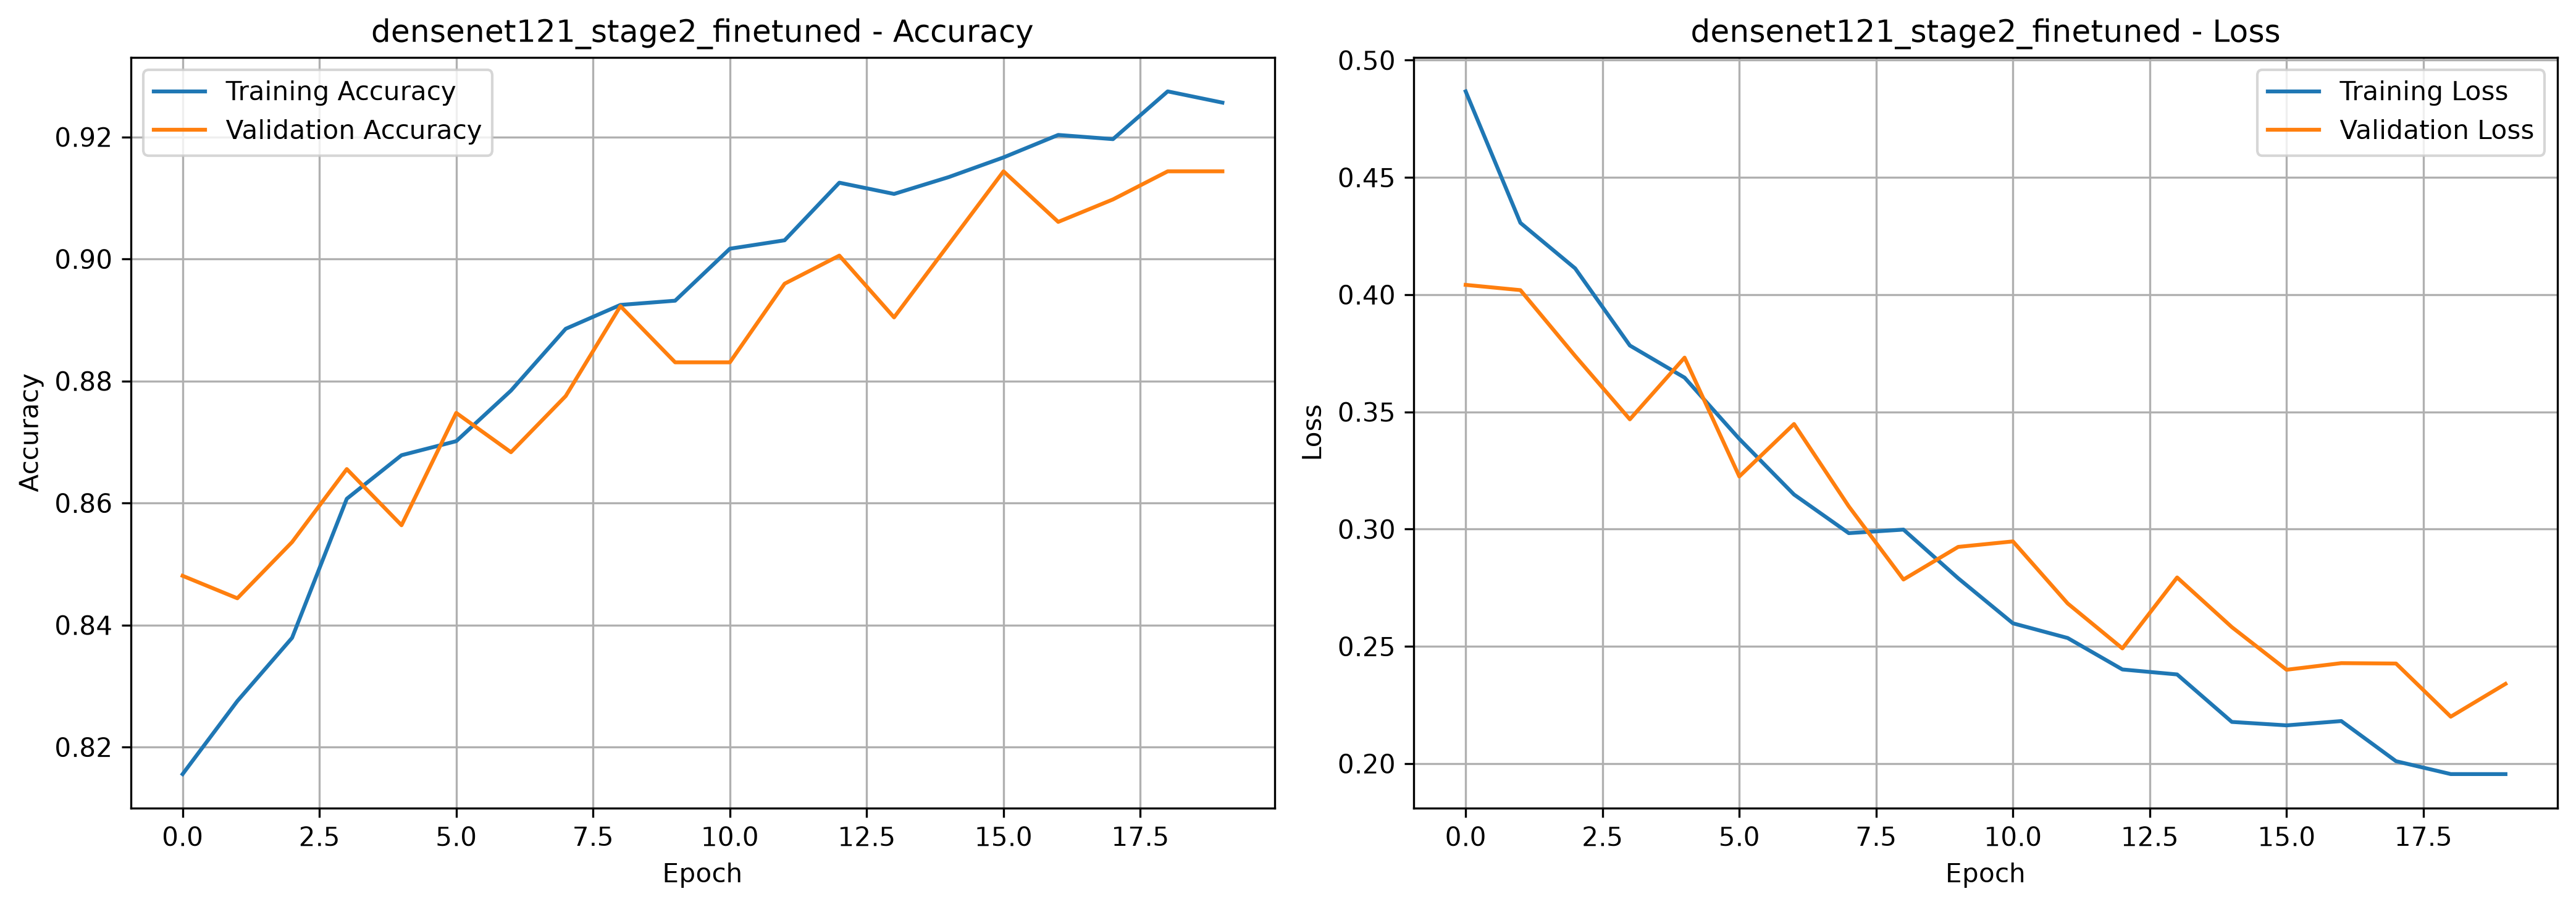 densenet121_stage2_finetuned - Accuracy
Training Accuracy
Validation Accuracy
Accuracy
0.92
0.90
0.88
0.86
0.84
0.82
0.0 2.5 5.0 7.5 10.0 12.5 15.0 17.5
Epoch
densenet121_stage2_finetuned - Loss
Training Loss
Validation Loss
Loss
0.50
0.45
0.40
0.35
0.30
0.25
0.20
0.0 2.5 5.0 7.5 10.0 12.5 15.0 17.5
Epoch